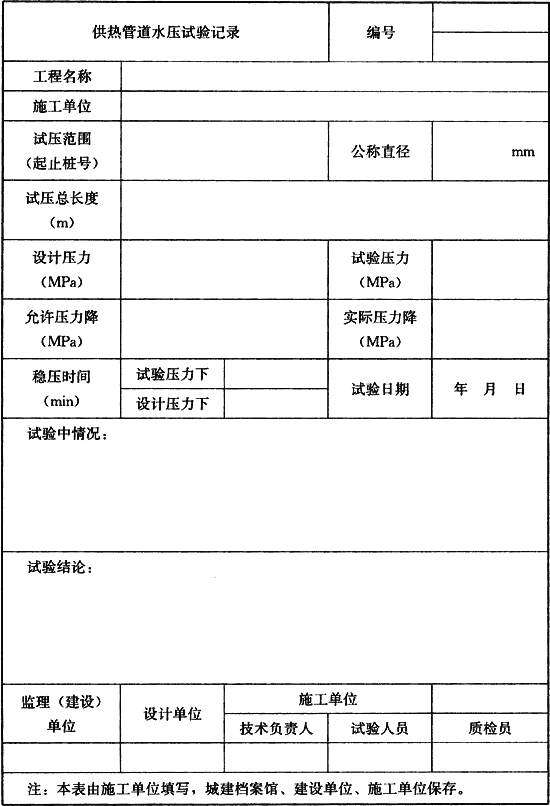 供热管道水压试验记录
编号
工程名称
施工单位
试压范围
（起止桩号）
公称直径
mm
试压总长度
（m）
设计压力
（MPa）
试验压力
（MPa）
允许压力降
（MPa）
实际压力降
（MPa）
稳压时间
（min）
试验压力下
设计压力下
试验日期
年 月 日
试验中情况：
试验结论：
监理（建设）
单位
设计单位
施工单位
技术负责人
试验人员
质检员
注：本表由施工单位填写，城建档案馆、建设单位、施工单位保存。